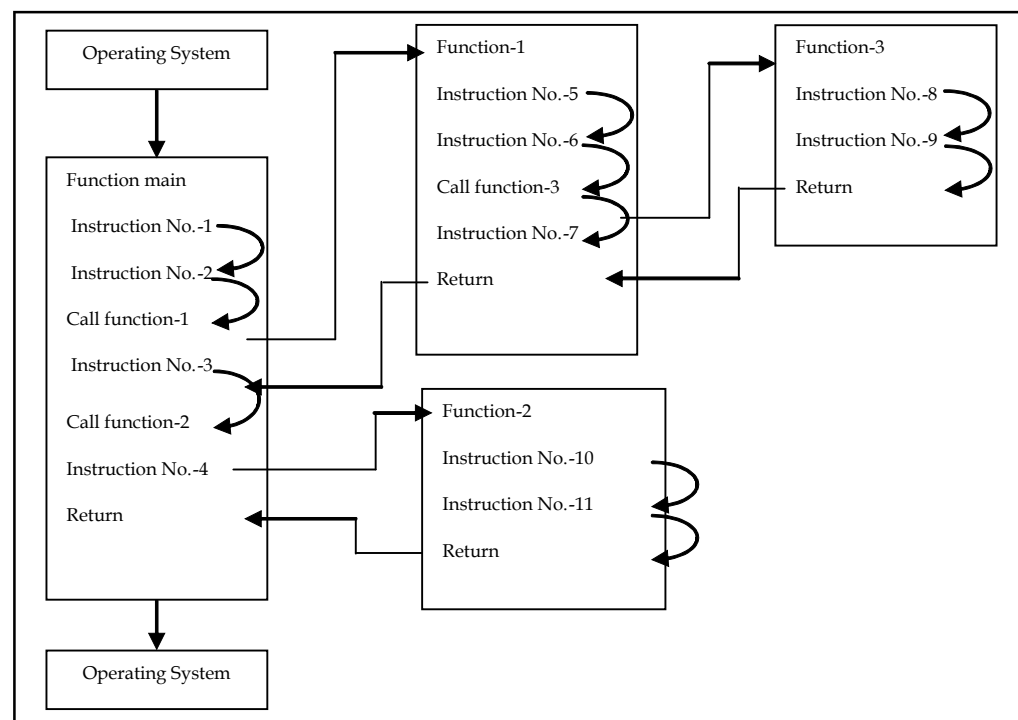 Operating System
Function main
Instruction No.-1
Instruction No.-2
Call function-1
Instruction No.-3
Call function-2
Instruction No.-4
Return
Operating System
Function-1
Instruction No.-5
Instruction No.-6
Call function-3
Instruction No.-7
Return
Function-3
Instruction No.-8
Instruction No.-9
Return
Function-2
Instruction No.-10
Instruction No.-11
Return